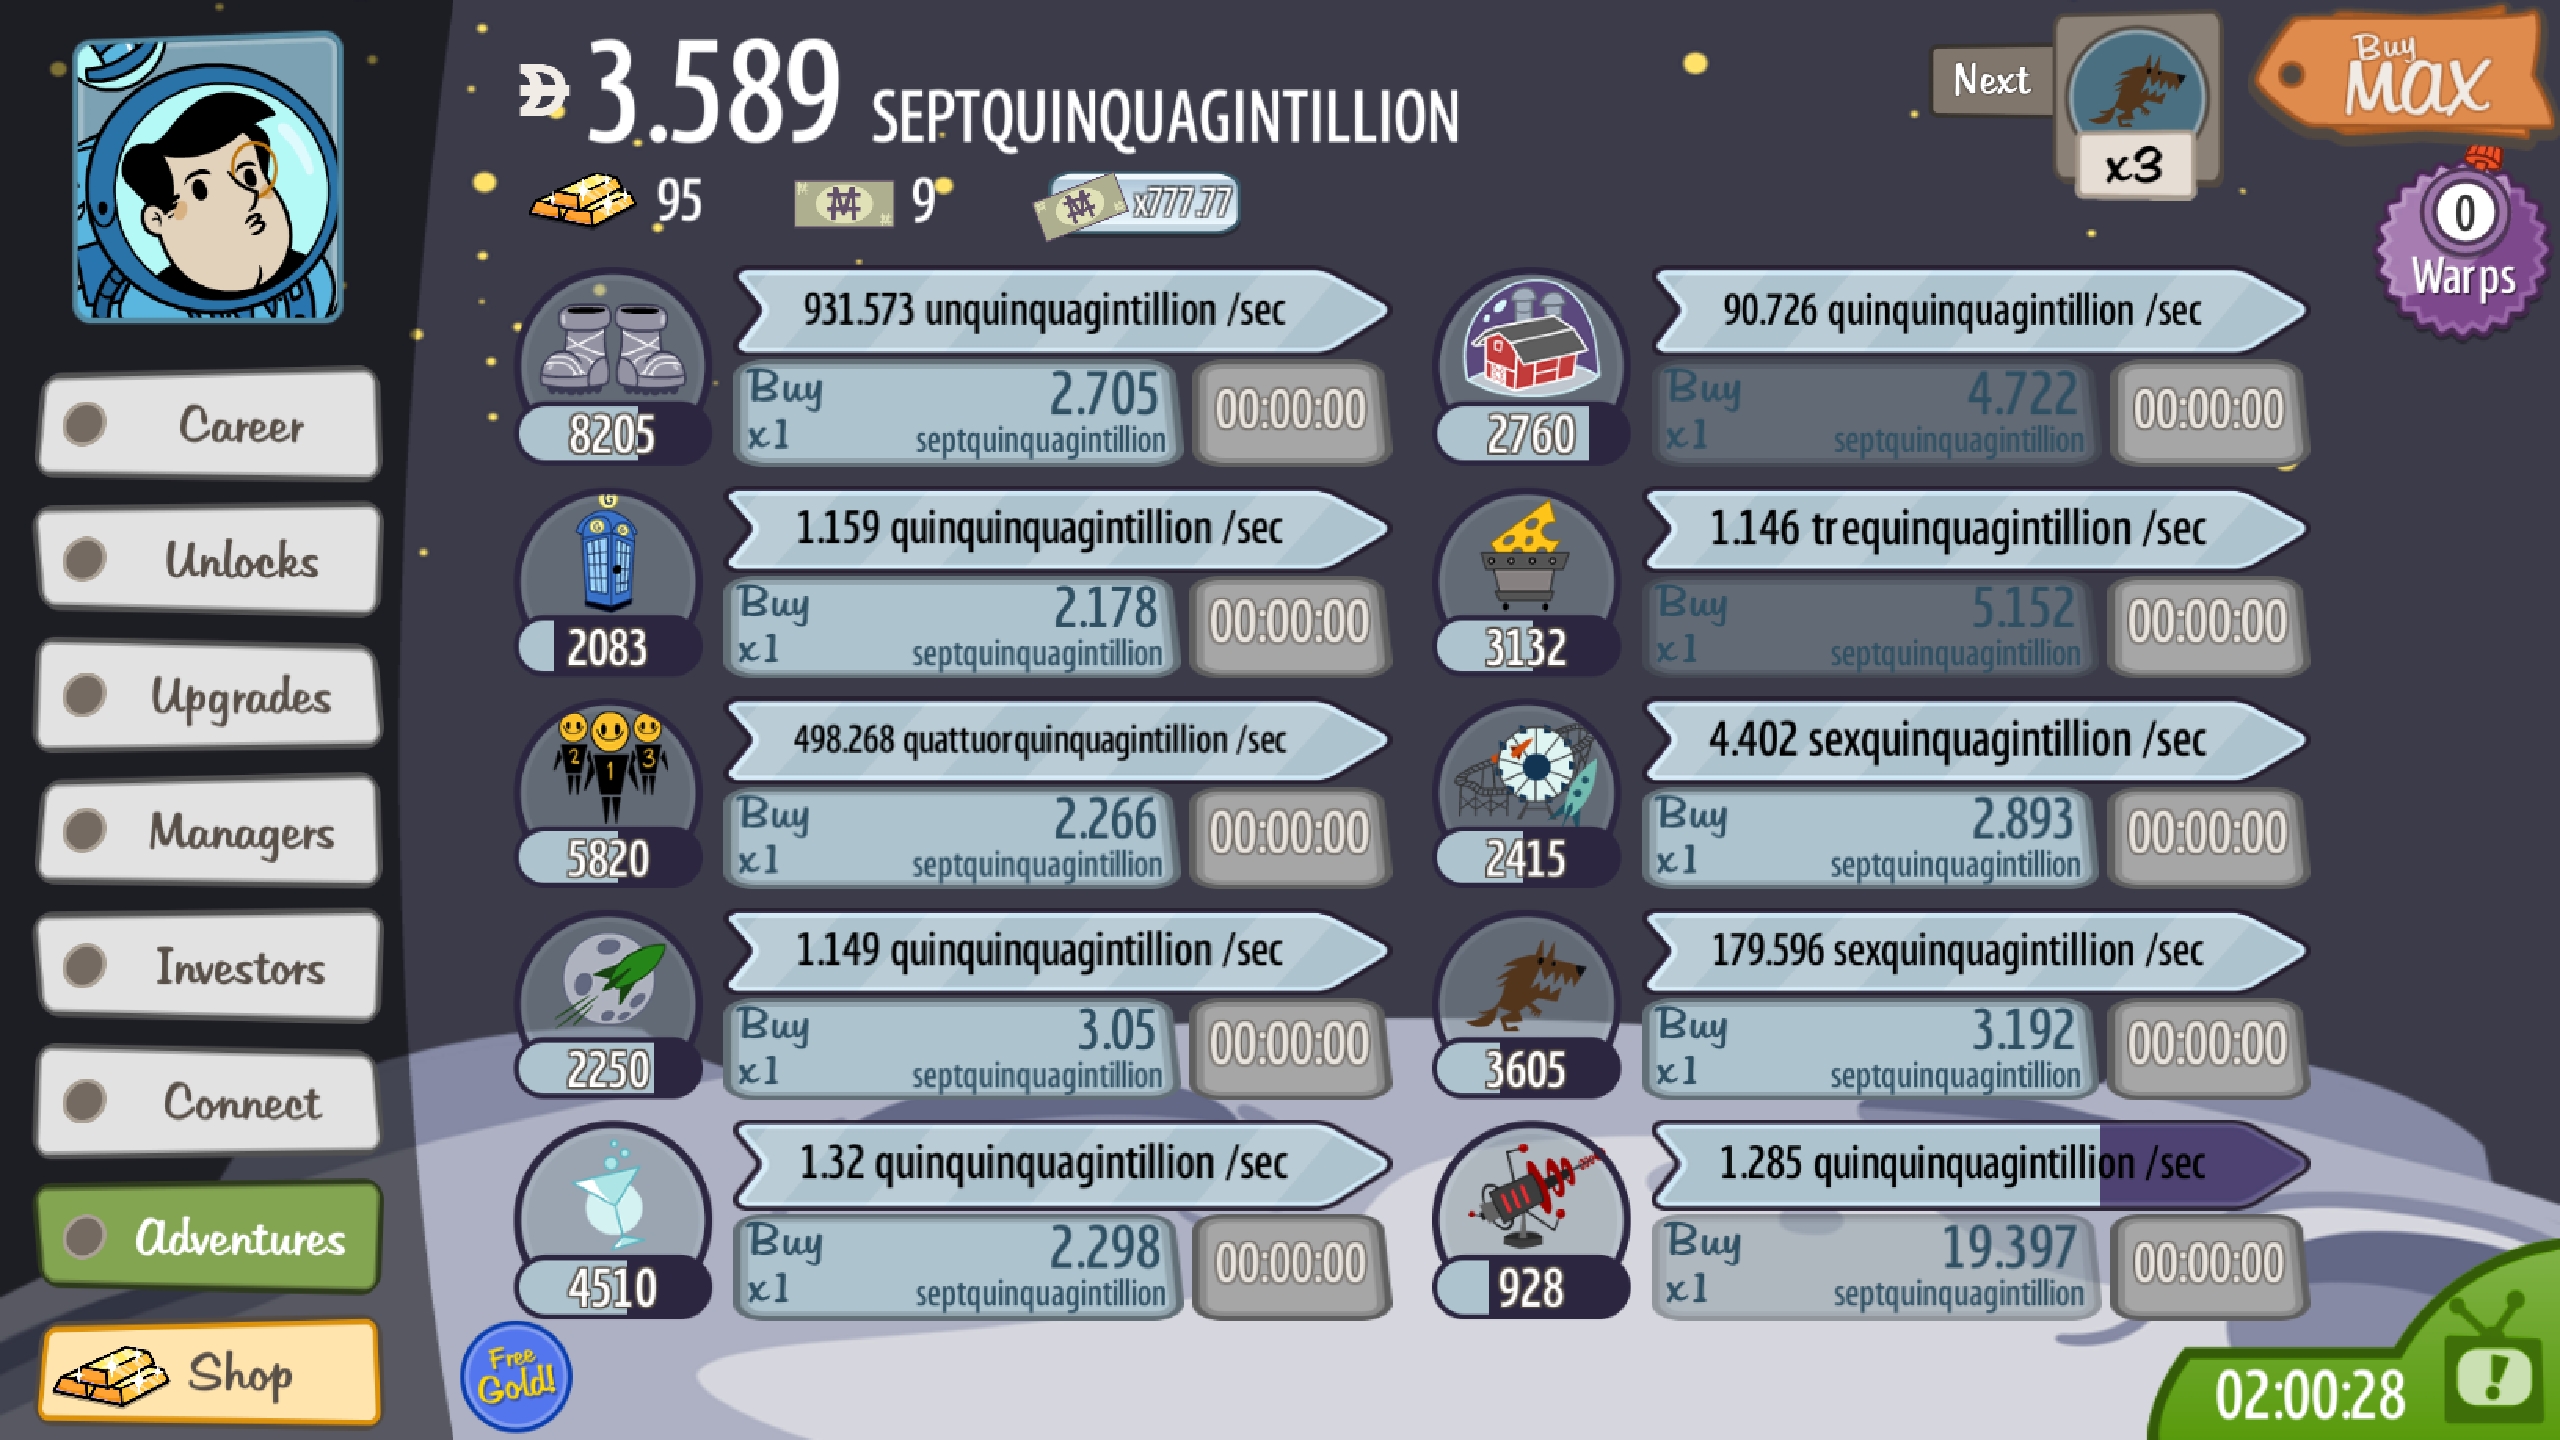 3.589 SEPTQUINQUAGINTILLION
95
9
x777.77
Next
x3
Buy
MAX
0
Warps
Career
Unlocks
Upgrades
Managers
Investors
Connect
Adventures
Shop
931.573 unquinquagintillion /sec
Buy 2.705
x1 septquinquagintillion
00:00:00
8205
1.159 quinquinquagintillion /sec
Buy 2.178
x1 septquinquagintillion
00:00:00
2083
498.268 quattuorquinquagintillion /sec
2 1 3
Buy 2.266
x1 septquinquagintillion
00:00:00
5820
1.149 quinquinquagintillion /sec
Buy 3.05
x1 septquinquagintillion
00:00:00
2250
1.32 quinquinquagintillion /sec
Buy 2.298
x1 septquinquagintillion
00:00:00
4510
90.726 quinquinquagintillion /sec
Buy 4.722
x1 septquinquagintillion
00:00:00
2760
1.146 trequinquagintillion /sec
Buy 5.152
x1 septquinquagintillion
00:00:00
3132
4.402 sexquinquagintillion /sec
Buy 2.893
x1 septquinquagintillion
00:00:00
2415
179.596 sexquinquagintillion /sec
Buy 3.192
x1 septquinquagintillion
00:00:00
3605
1.285 quinquinquagintillion /sec
Buy 19.397
x1 septquinquagintillion
00:00:00
928
Free
Gold!
02:00:28
!